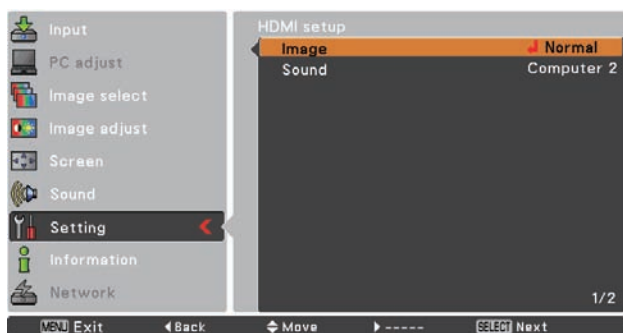 Input
PC adjust
Image select
Image adjust
Screen
Sound
Setting
Information
Network
HDMI setup
Image Normal
Sound Computer 2
1/2
MENU Exit Back Move ----- SELECT Next